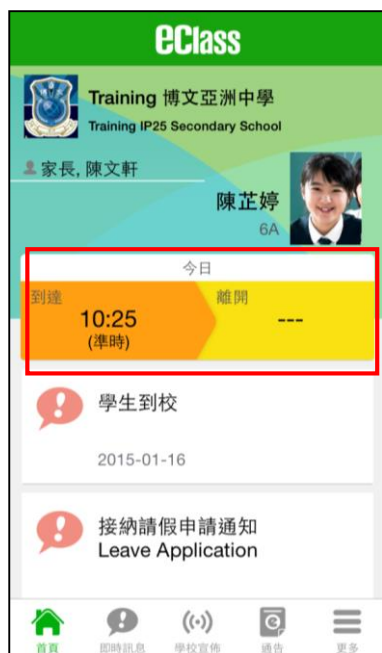 eClass
Training 博文亞洲中學
Training IP25 Secondary School
家長, 陳文軒
陳芷婷
6A
今日
到達
離開
10:25
---
(準時)
學生到校
2015-01-16
接納請假申請通知
Leave Application
首頁
即時訊息
學校宣佈
通告
更多